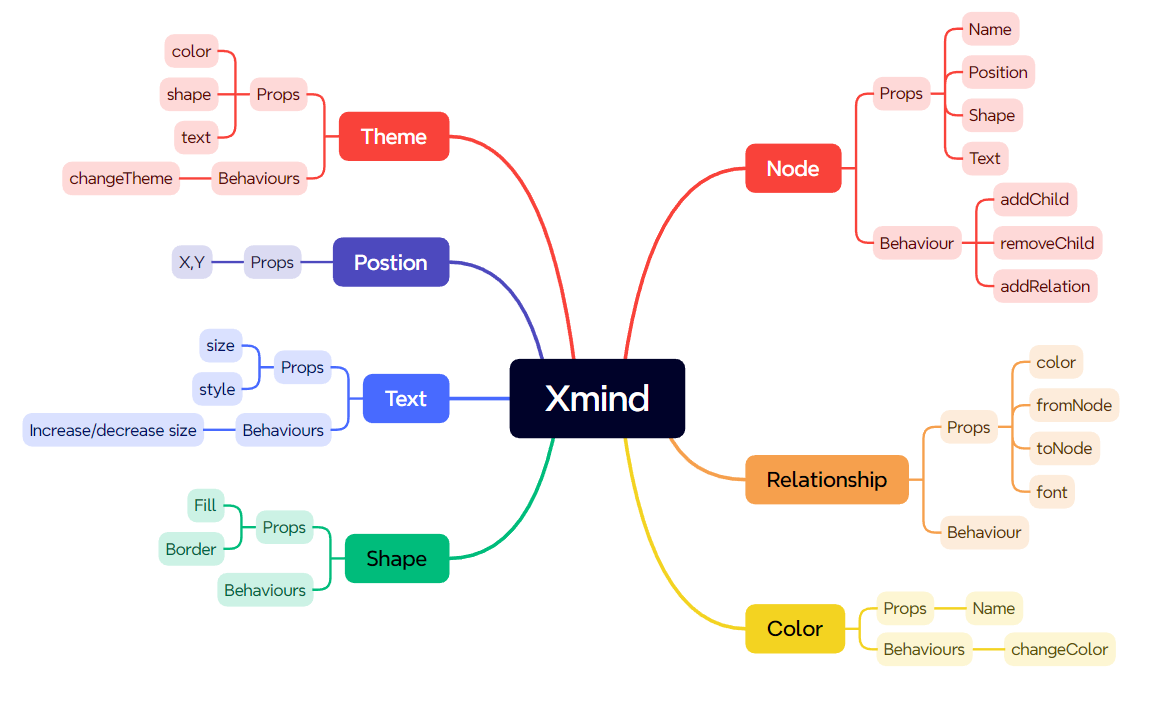 Xmind
Node
Props
Name
Position
Shape
Text
Behaviour
addChild
removeChild
addRelation
Relationship
Props
color
fromNode
toNode
font
Behaviour
Color
Props
Name
Behaviours
changeColor
Theme
Props
color
shape
text
Behaviours
changeTheme
Postion
Props
X,Y
Text
Props
size
style
Behaviours
Increase/decrease size
Shape
Props
Fill
Border
Behaviours